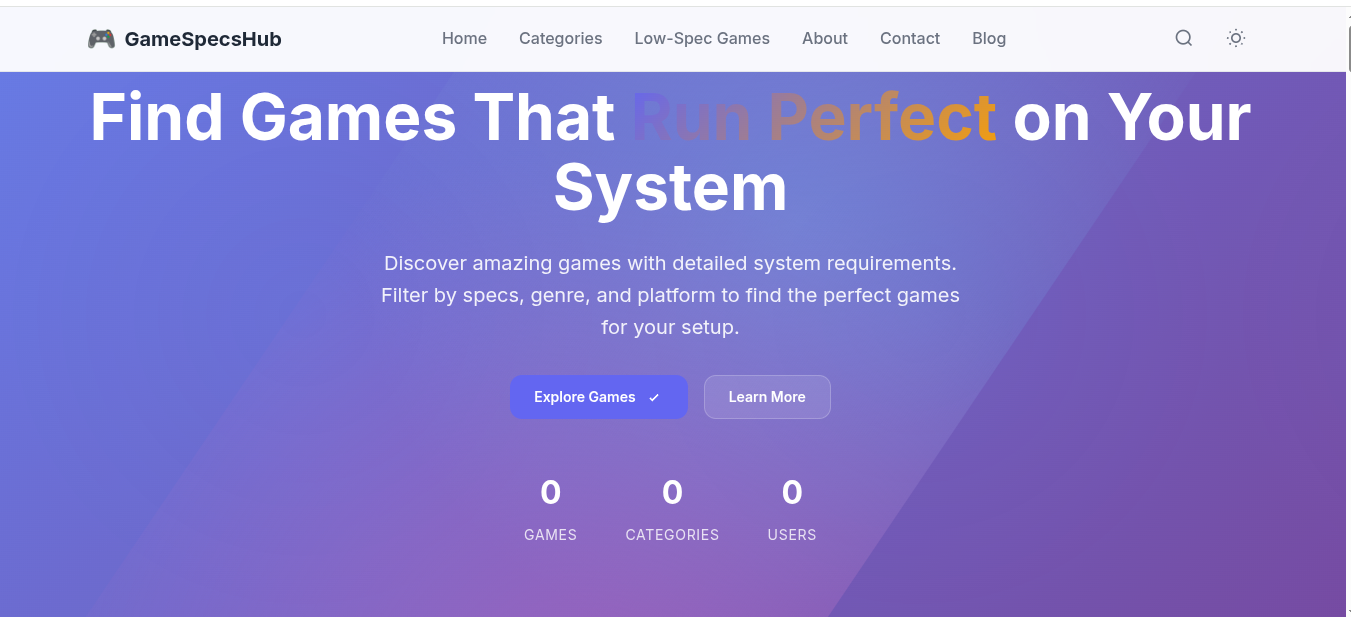 GameSpecsHub
Home Categories Low-Spec Games About Contact Blog
Find Games That Run Perfect on Your
System
Discover amazing games with detailed system requirements.
Filter by specs, genre, and platform to find the perfect games
for your setup.
Explore Games Learn More
0 0 0
GAMES CATEGORIES USERS